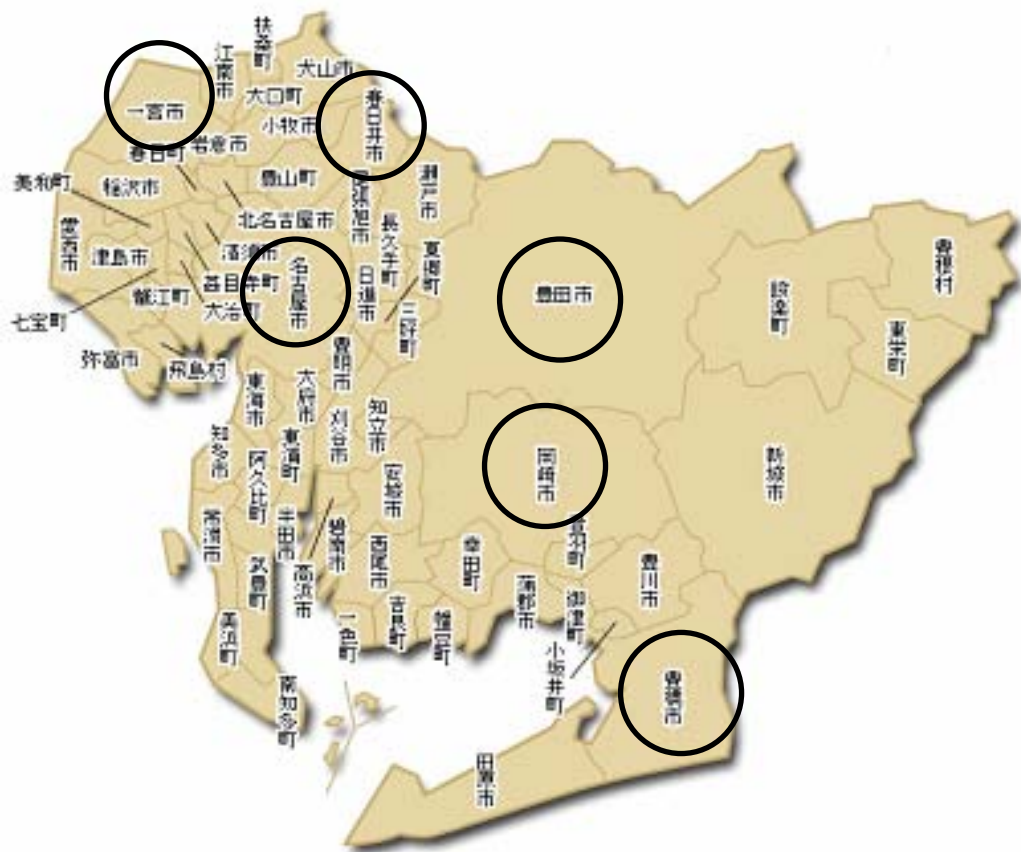 扶桑町
江南市
犬山市
大口町
一宮市
小牧市
春日井市
岩倉市
春日町
豊山町
瀬戸市
美和町
稲沢市
尾張旭市
北名古屋市
長久手町
愛西市
津島市
清須市
東郷町
豊根村
甚目寺町
名古屋市
日進市
豊田市
設楽町
蟹江町
大治町
三好町
七宝町
東栄町
弥富市
飛島村
豊明市
東海市
大府市
刈谷市
知立市
知多市
東浦町
阿久比町
安城市
岡崎市
新城市
常滑市
半田市
碧南市
西尾市
幸田町
音羽町
豊川市
武豊町
高浜市
蒲郡市
御津町
美浜町
一色町
吉良町
幡豆町
小坂井町
南知多町
豊橋市
田原市